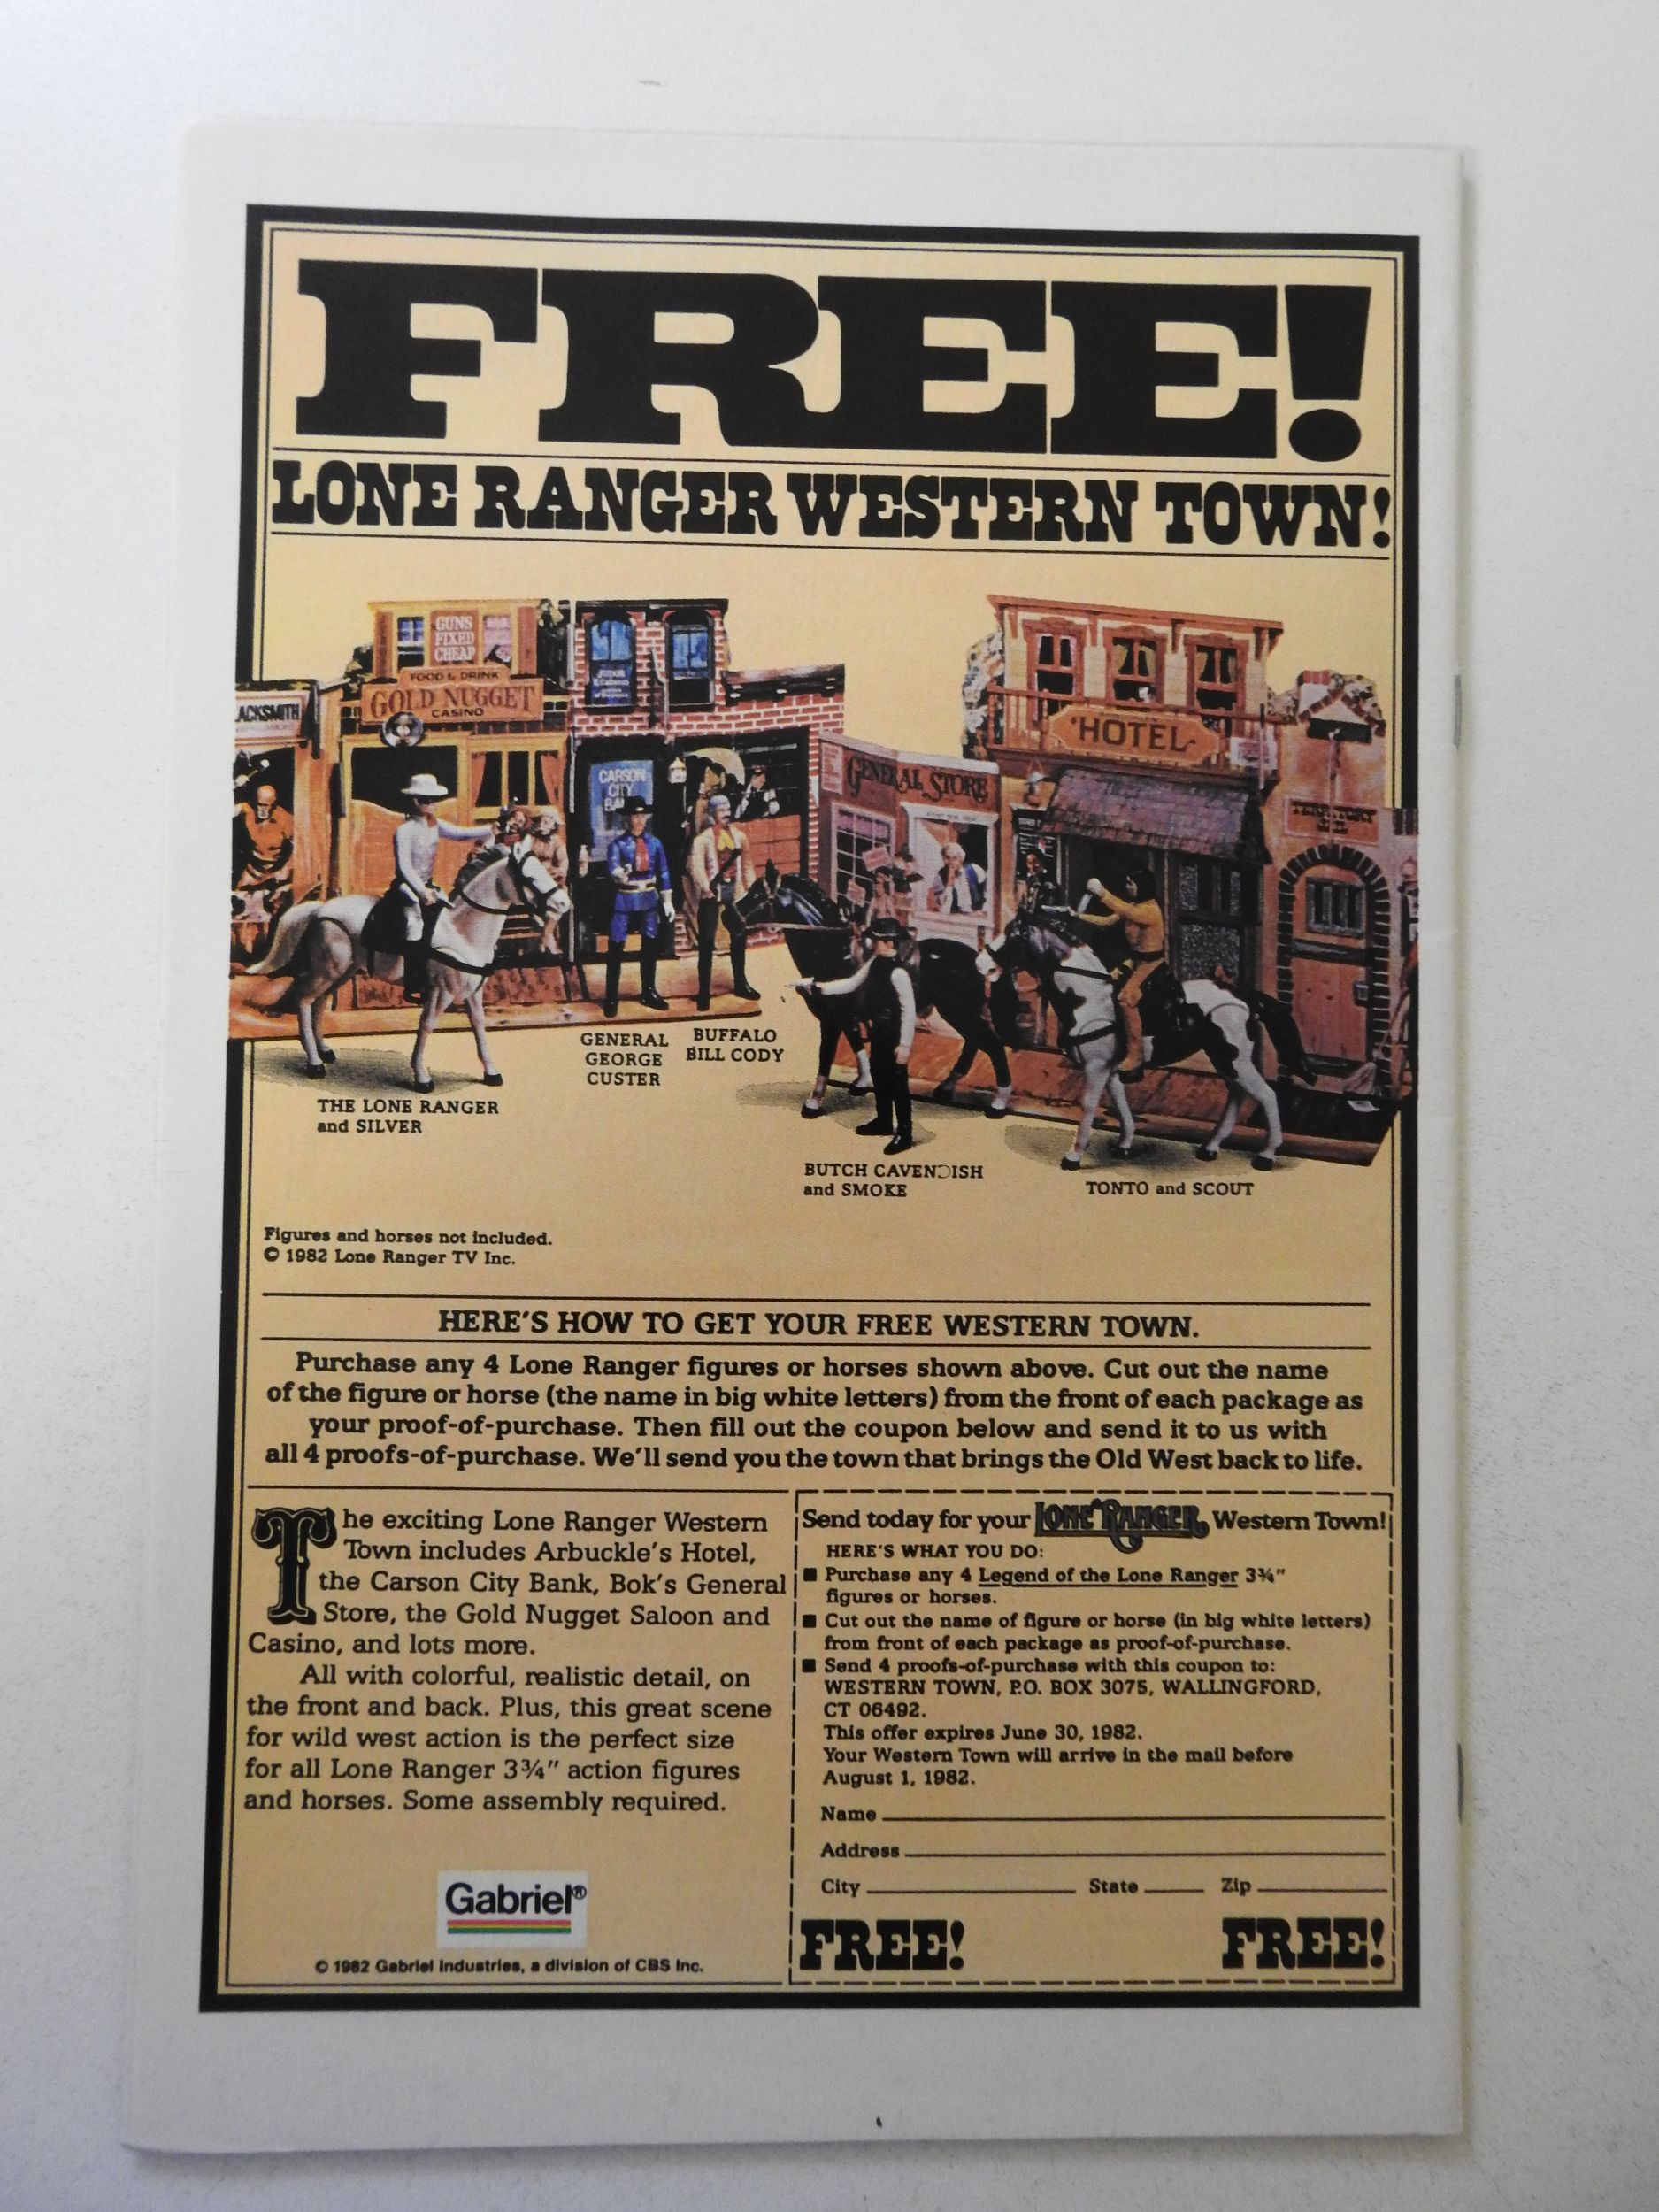 FREE!
LONE RANGER WESTERN TOWN!
GUNS
FIXED
CHEAP
FOOD & DRINK
GOLD NUGGET
CASINO
ACKSMITH
CARSON
CITY
BA
GENERAL STORE
HOTEL
TERRITORY
JAIL
GENERAL
GEORGE
CUSTER
BUFFALO
BILL CODY
THE LONE RANGER
and SILVER
BUTCH CAVENDISH
and SMOKE
TONTO and SCOUT
Figures and horses not included.
© 1982 Lone Ranger TV Inc.
HERE'S HOW TO GET YOUR FREE WESTERN TOWN.
Purchase any 4 Lone Ranger figures or horses shown above. Cut out the name
of the figure or horse (the name in big white letters) from the front of each package as
your proof-of-purchase. Then fill out the coupon below and send it to us with
all 4 proofs-of-purchase. We'll send you the town that brings the Old West back to life.
The exciting Lone Ranger Western
Town includes Arbuckle's Hotel,
the Carson City Bank, Bok's General
Store, the Gold Nugget Saloon and
Casino, and lots more.
All with colorful, realistic detail, on
the front and back. Plus, this great scene
for wild west action is the perfect size
for all Lone Ranger 3¾" action figures
and horses. Some assembly required.
Gabriel®
© 1982 Gabriel Industries, a division of CBS Inc.
Send today for your LONE RANGER Western Town!
HERE'S WHAT YOU DO:
■ Purchase any 4 Legend of the Lone Ranger 3¾"
figures or horses.
■ Cut out the name of figure or horse (in big white letters)
from front of each package as proof-of-purchase.
■ Send 4 proofs-of-purchase with this coupon to:
WESTERN TOWN, P.O. BOX 3075, WALLINGFORD,
CT 06492.
This offer expires June 30, 1982.
Your Western Town will arrive in the mail before
August 1, 1982.
Name
Address
City State Zip
FREE! FREE!